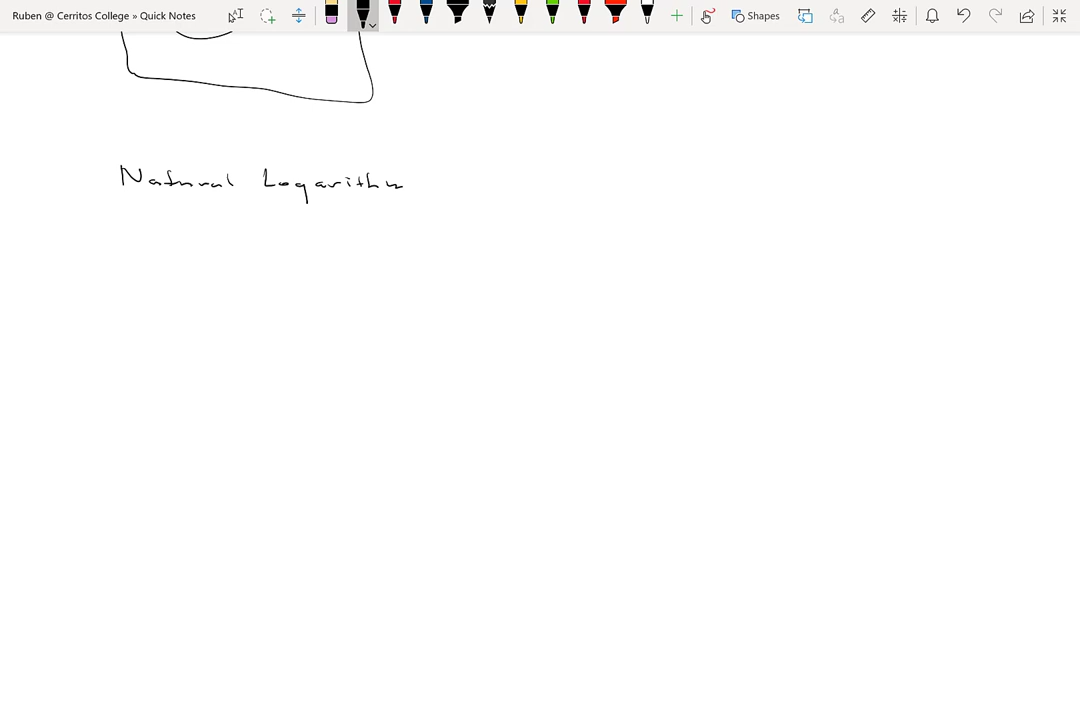 Ruben @ Cerritos College » Quick Notes
Shapes
Natural Logarithm